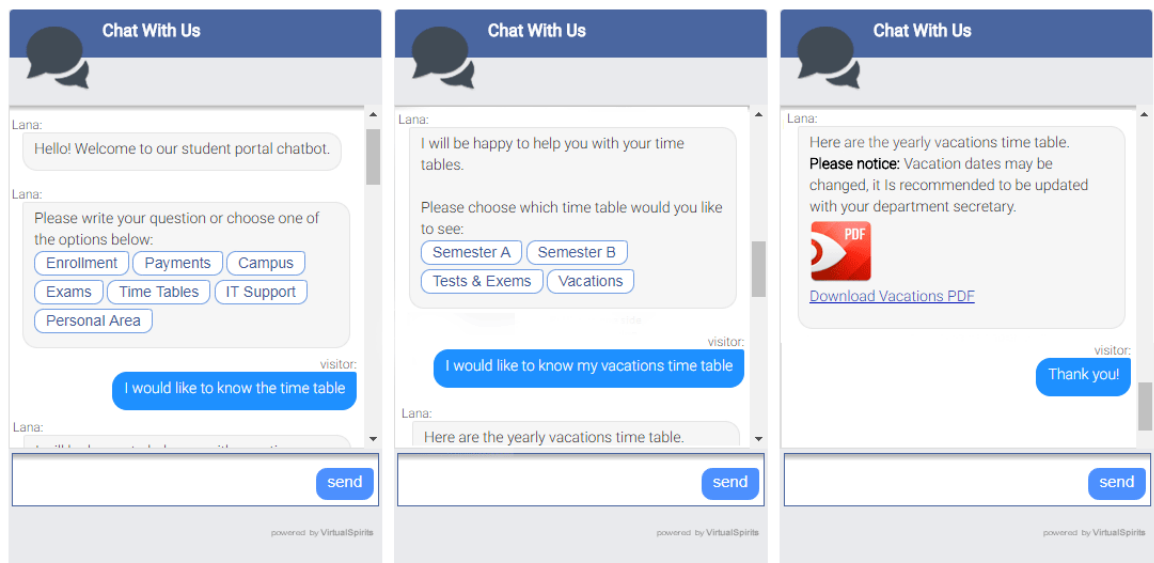 Chat With Us
Lana:
Hello! Welcome to our student portal chatbot.
Lana:
Please write your question or choose one of
the options below:
Enrollment Payments Campus
Exams Time Tables IT Support
Personal Area
visitor:
I would like to know the time table
Lana:
send
powered by VirtualSpirits
Chat With Us
Lana:
I will be happy to help you with your time
tables.
Please choose which time table would you like
to see:
Semester A Semester B
Tests & Exems Vacations
visitor:
I would like to know my vacations time table
Lana:
Here are the yearly vacations time table.
send
powered by VirtualSpirits
Chat With Us
Lana:
Here are the yearly vacations time table.
Please notice: Vacation dates may be
changed, it Is recommended to be updated
with your department secretary.
PDF
Download Vacations PDF
visitor:
Thank you!
send
powered by VirtualSpirits